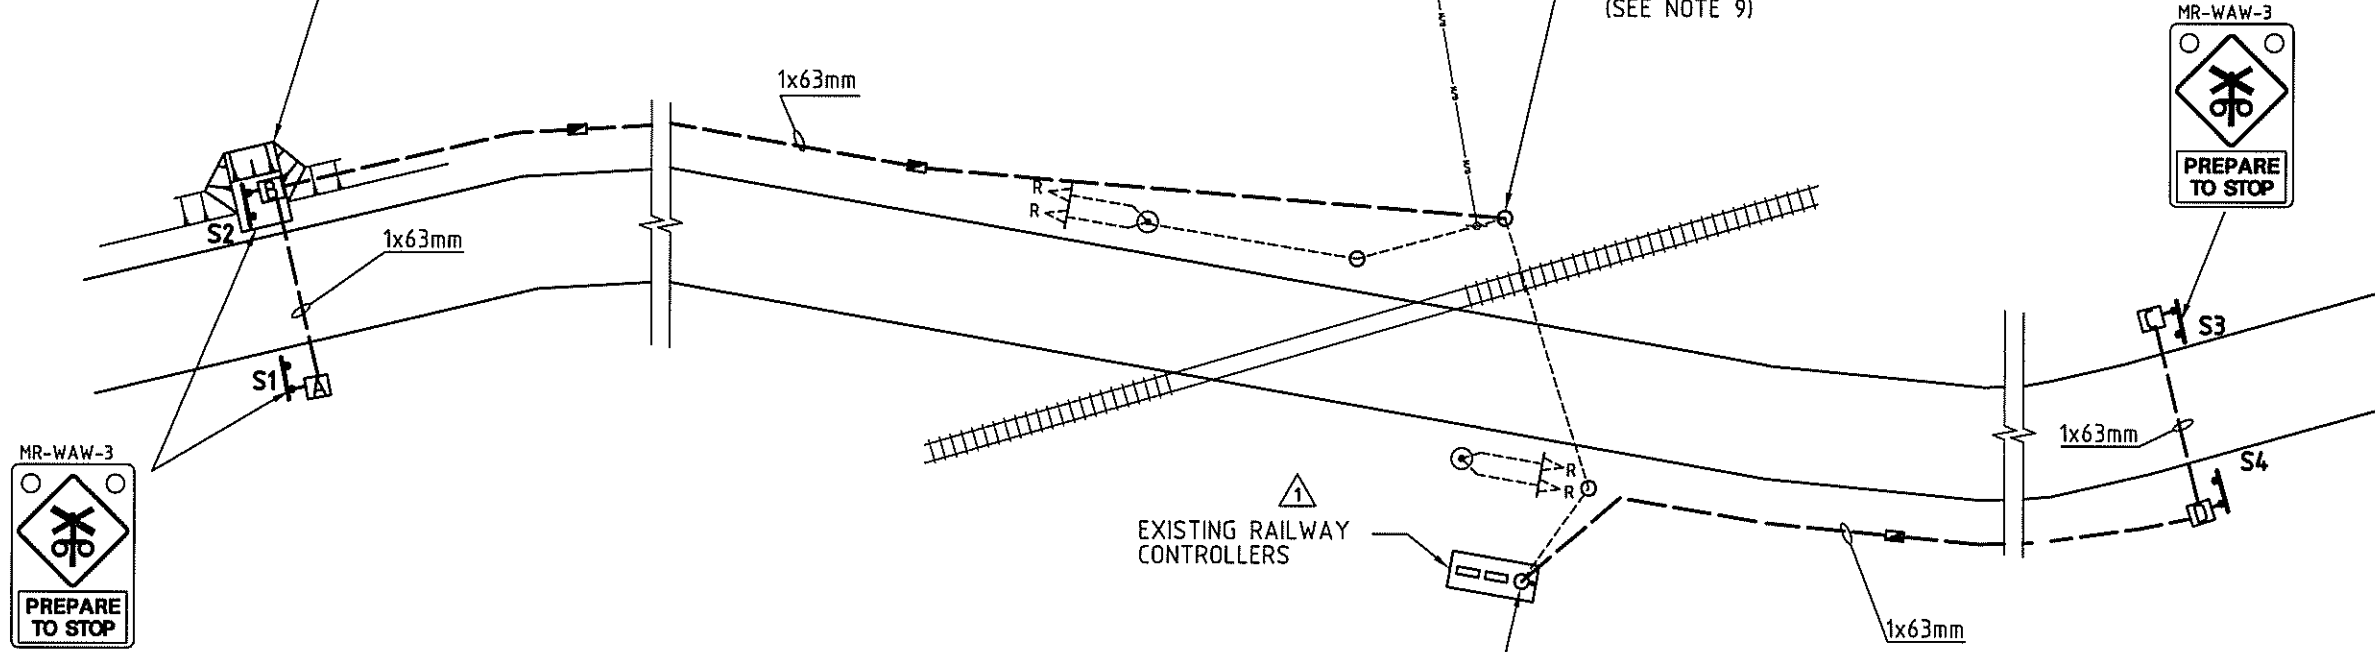 (SEE NOTE 9)
MR-WAW-3
PREPARE
TO STOP
1x63mm
R
R
B
S2
1x63mm
S1
A
C
S3
1x63mm
S4
D
MR-WAW-3
PREPARE
TO STOP
1
EXISTING RAILWAY
CONTROLLERS
R
R
1x63mm